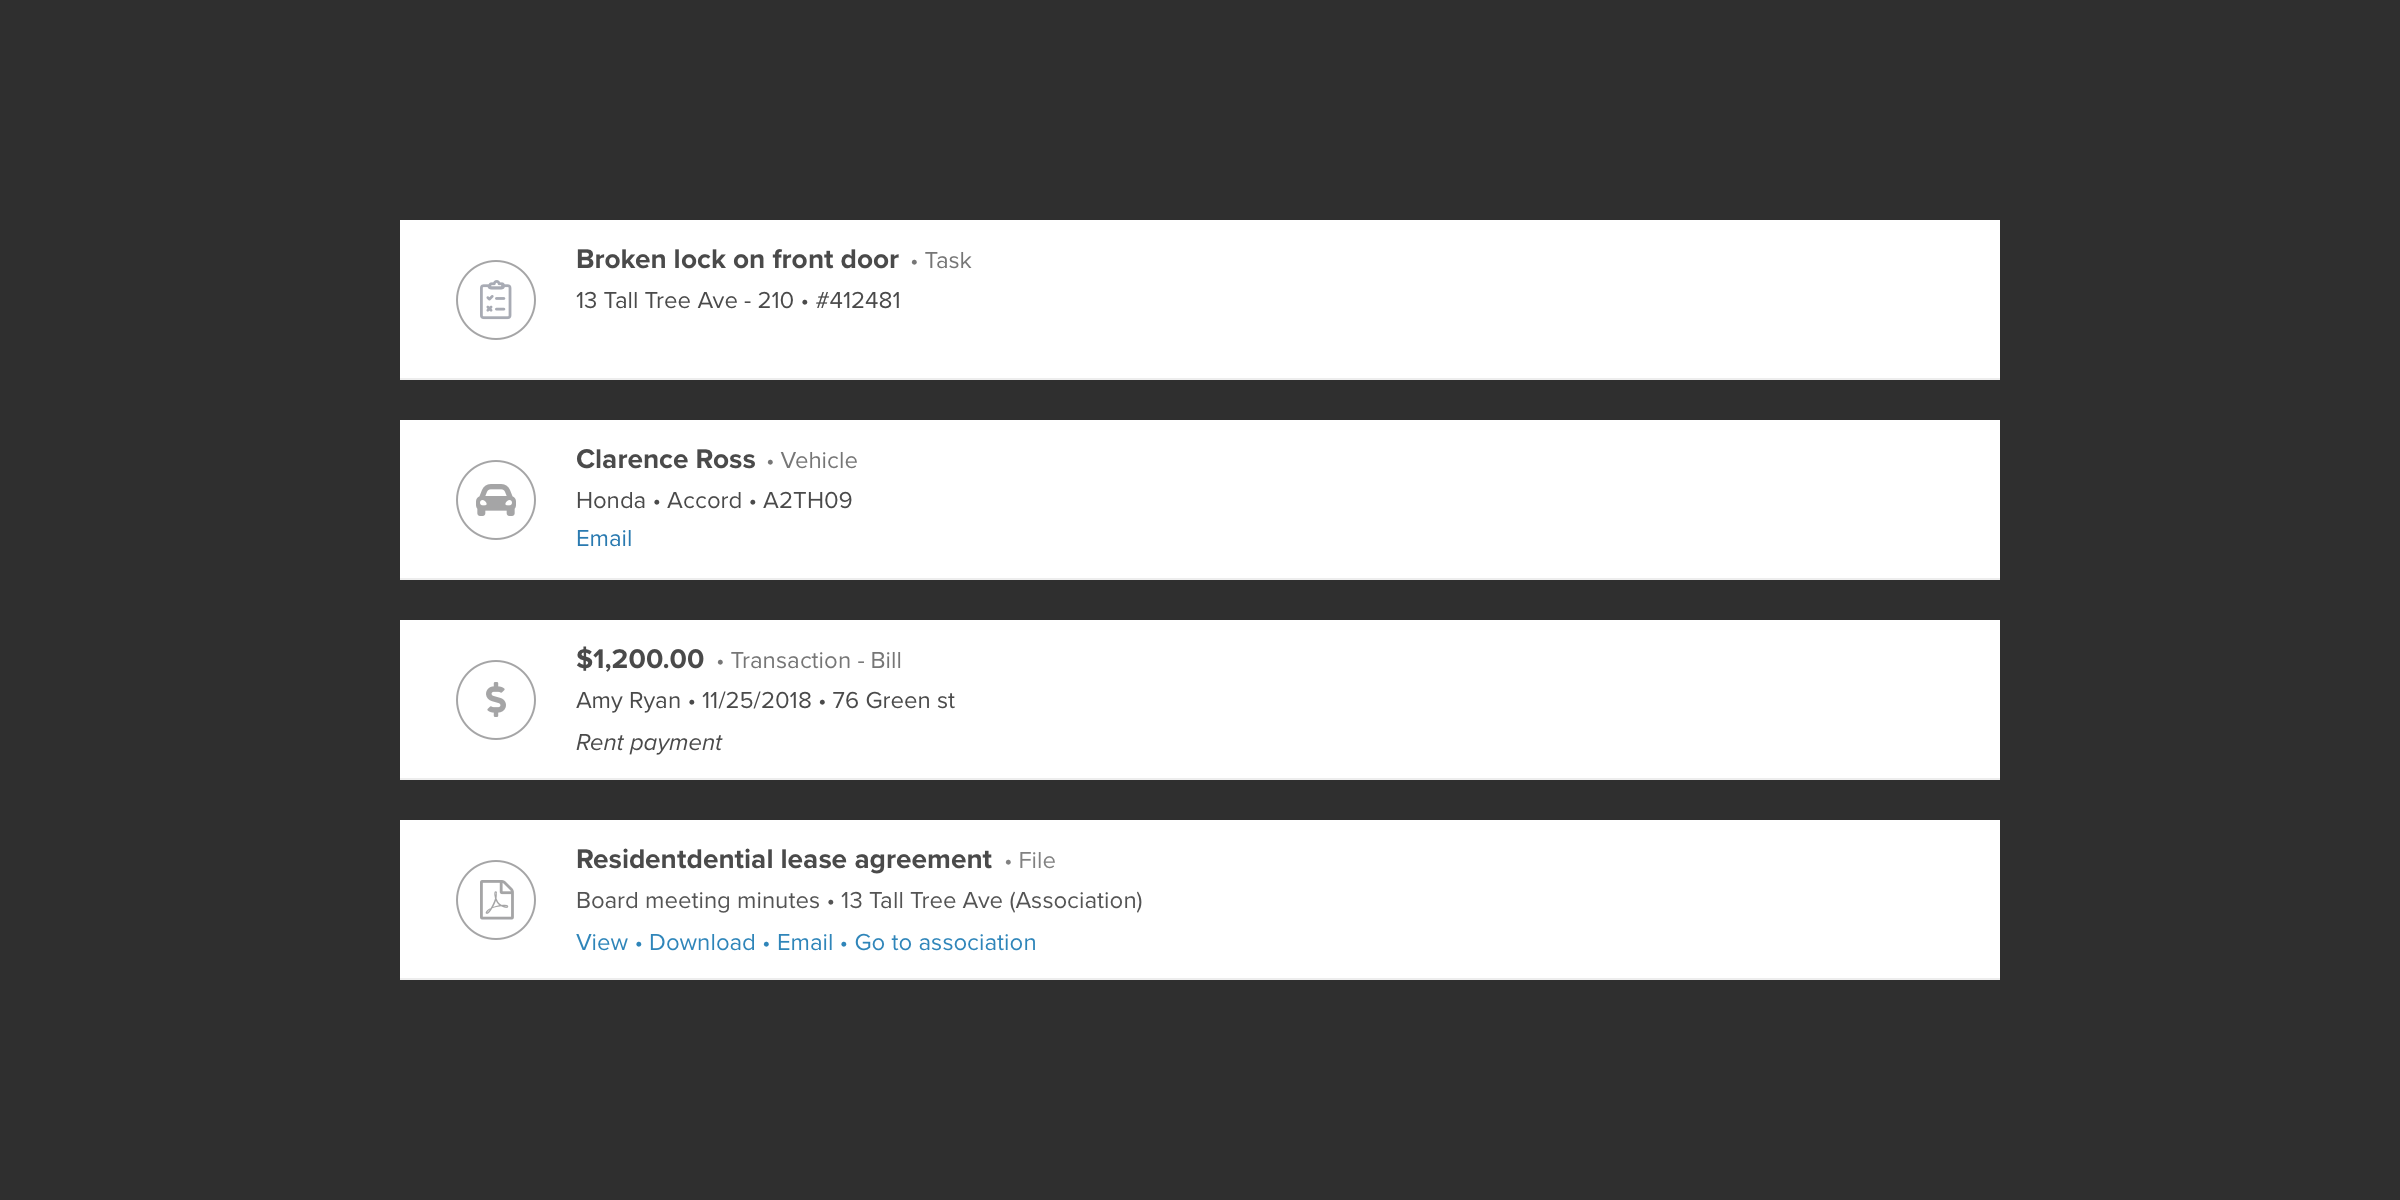 Broken lock on front door • Task
13 Tall Tree Ave - 210 • #412481
Clarence Ross • Vehicle
Honda • Accord • A2TH09
Email
$1,200.00 • Transaction - Bill
Amy Ryan • 11/25/2018 • 76 Green st
Rent payment
Residentdential lease agreement • File
Board meeting minutes • 13 Tall Tree Ave (Association)
View • Download • Email • Go to association